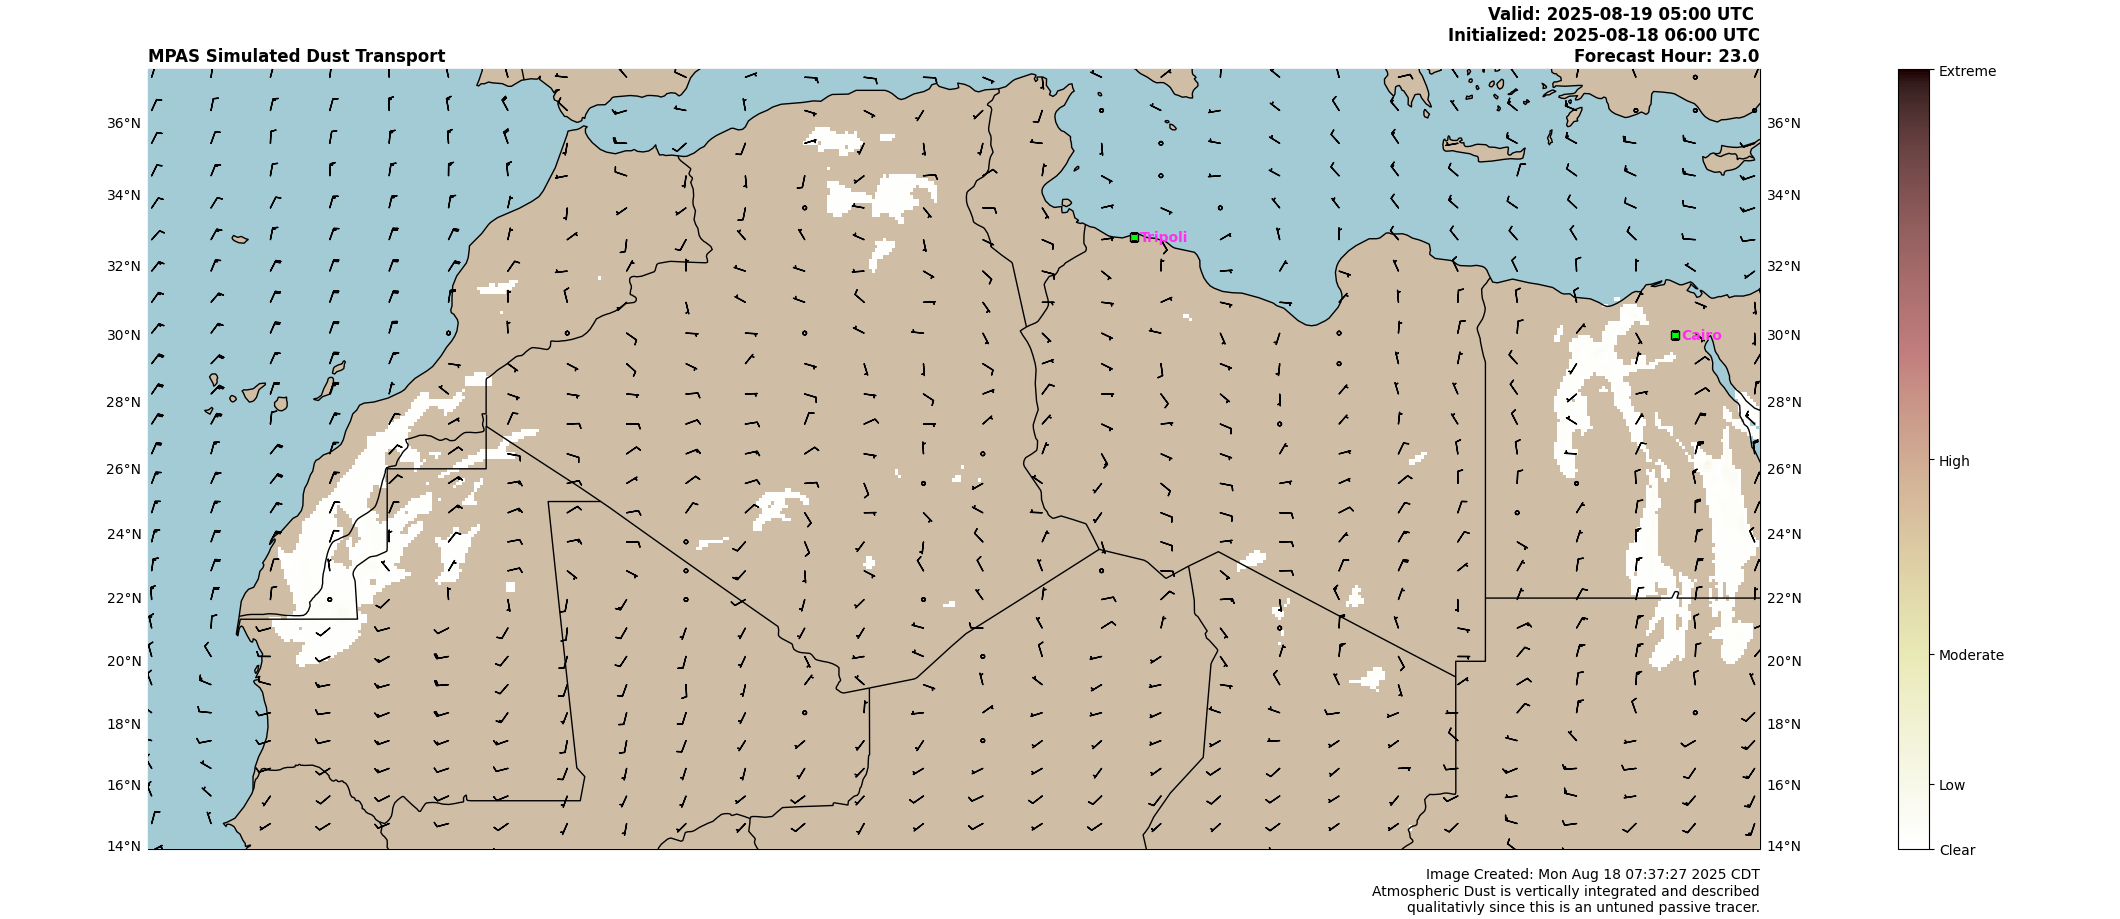 Valid: 2025-08-19 05:00 UTC
Initialized: 2025-08-18 06:00 UTC
MPAS Simulated Dust Transport
Forecast Hour: 23.0
Extreme
36°N
36°N
34°N
34°N
Tripoli
32°N
32°N
30°N
Cairo
30°N
28°N
28°N
26°N
26°N
High
24°N
24°N
22°N
22°N
20°N
20°N
Moderate
18°N
18°N
16°N
16°N
Low
14°N
14°N
Clear
Image Created: Mon Aug 18 07:37:27 2025 CDT
Atmospheric Dust is vertically integrated and described
qualitativly since this is an untuned passive tracer.